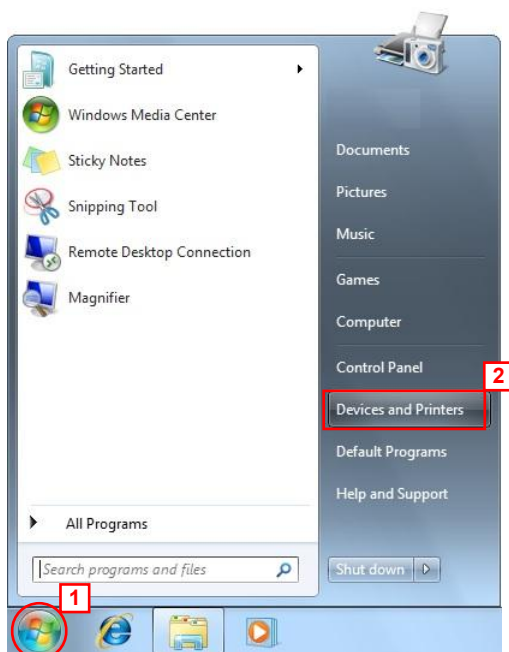 Getting Started
Windows Media Center
Sticky Notes
Snipping Tool
Remote Desktop Connection
Magnifier
All Programs
Search programs and files
Documents
Pictures
Music
Games
Computer
Control Panel
2
Devices and Printers
Default Programs
Help and Support
Shut down
1